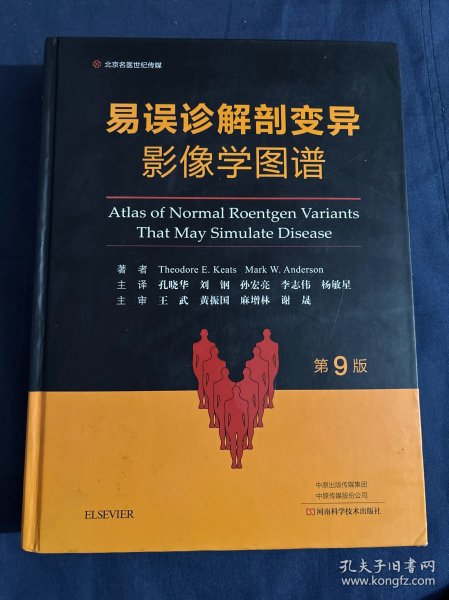 北京名医世纪传媒
易误诊解剖变异
影像学图谱
Atlas of Normal Roentgen Variants
That May Simulate Disease
著 者 Theodore E. Keats Mark W. Anderson
主 译 孔晓华 刘 钢 孙宏亮 李志伟 杨敏星
主 审 王 武 黄振国 麻增林 谢 晟
第9版
中原出版传媒集团
中原传媒股份公司
河南科学技术出版社
ELSEVIER
孔夫子旧书网
www.kongfz.com